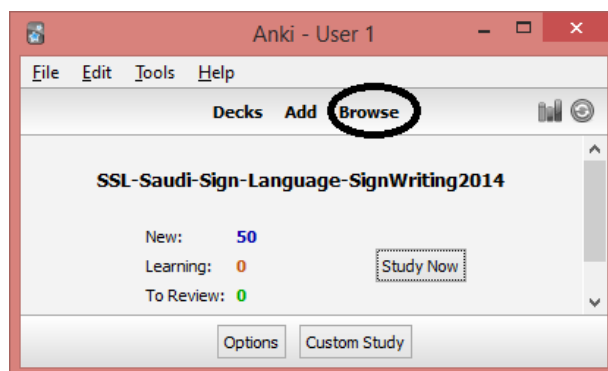 Anki - User 1
File Edit Tools Help
Decks Add Browse
SSL-Saudi-Sign-Language-SignWriting2014
New: 50
Learning: 0
Study Now
To Review: 0
Options Custom Study